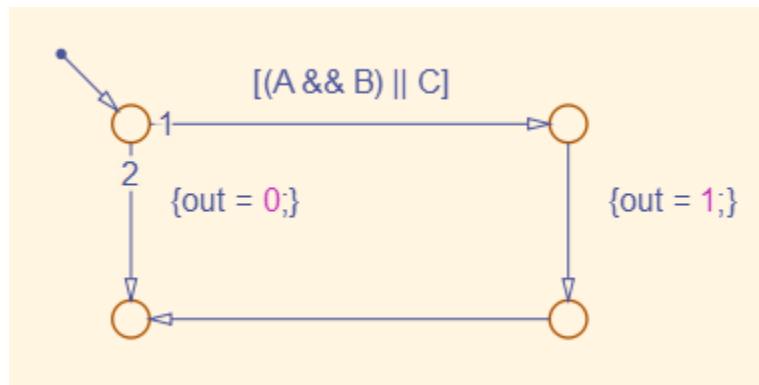 [(A && B) || C]
1
2
{out = 0;}
{out = 1;}